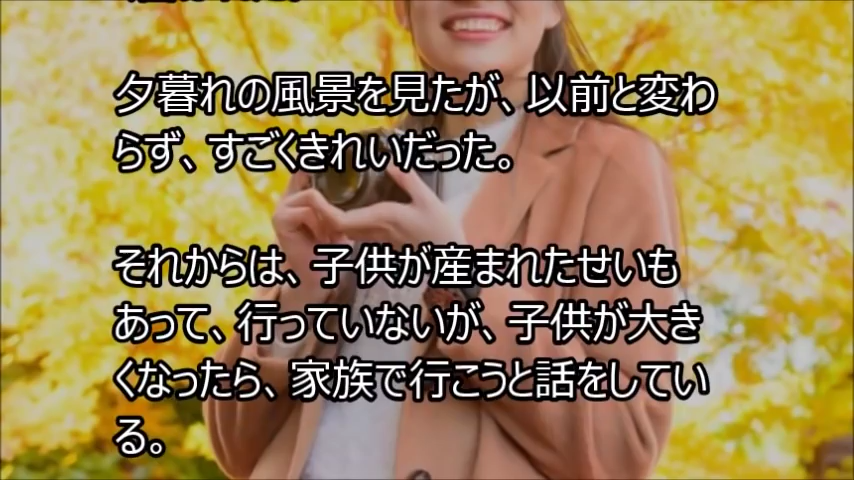 夕暮れの風景を見たが、以前と変わ
らず、すごくきれいだった。
それからは、子供が産まれたせいも
あって、行っていないが、子供が大き
くなったら、家族で行こうと話をしてい
る。